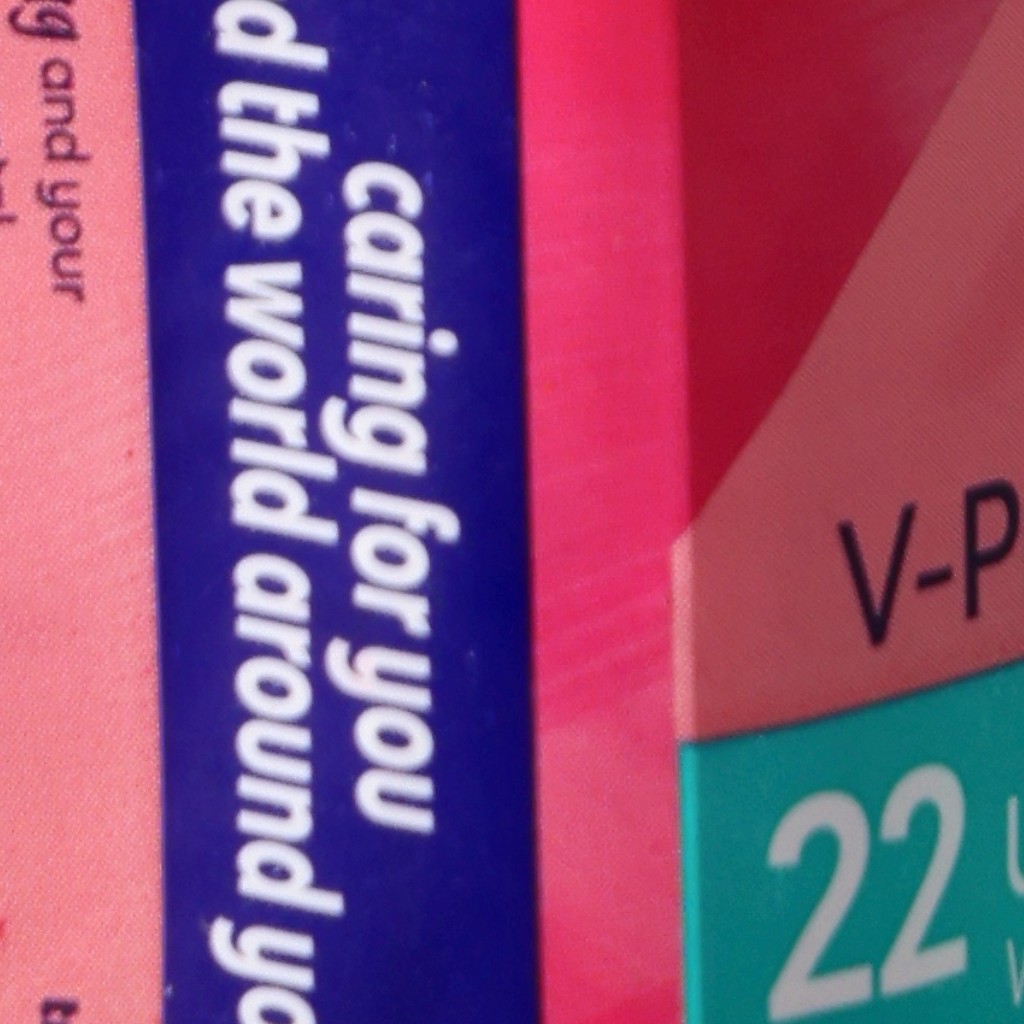 and your
caring for you
d the world around yo
V-P
22